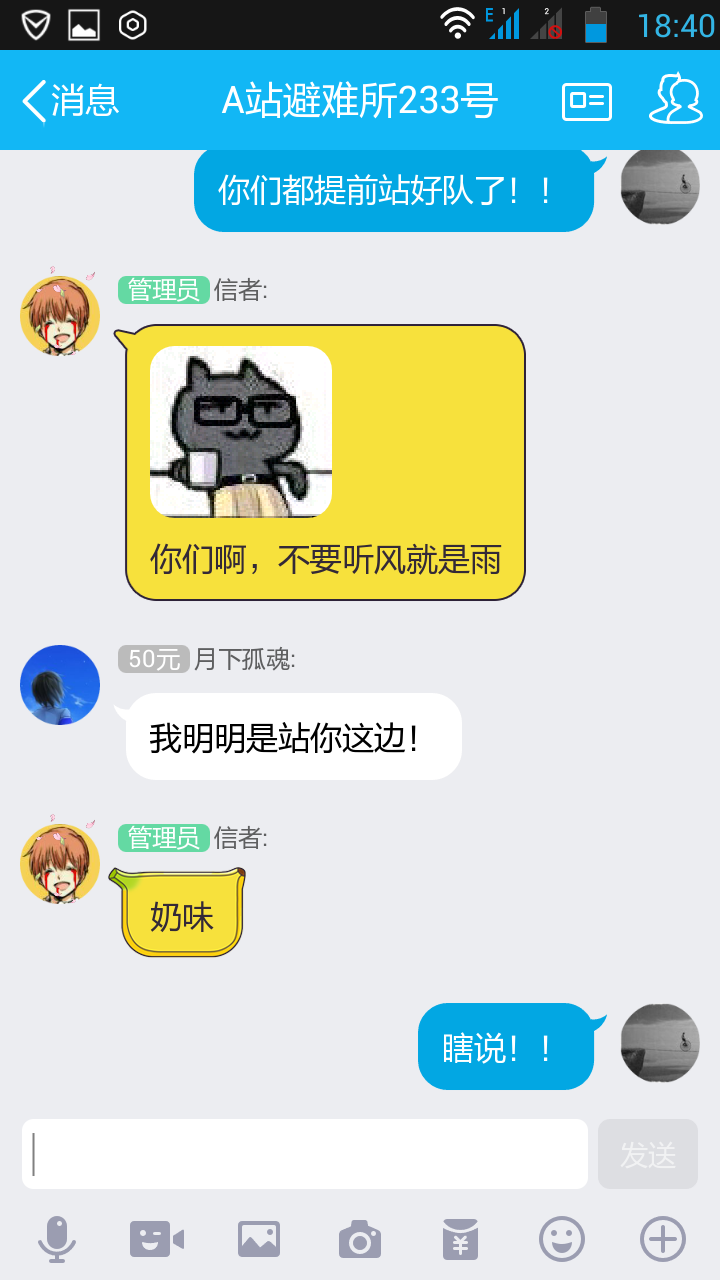 E 1 2 18:40
消息 A站避难所233号
你们都提前站好队了！！
管理员 信者:
你们啊，不要听风就是雨
50元 月下孤魂:
我明明是站你这边！
管理员 信者:
奶味
瞎说！！
发送